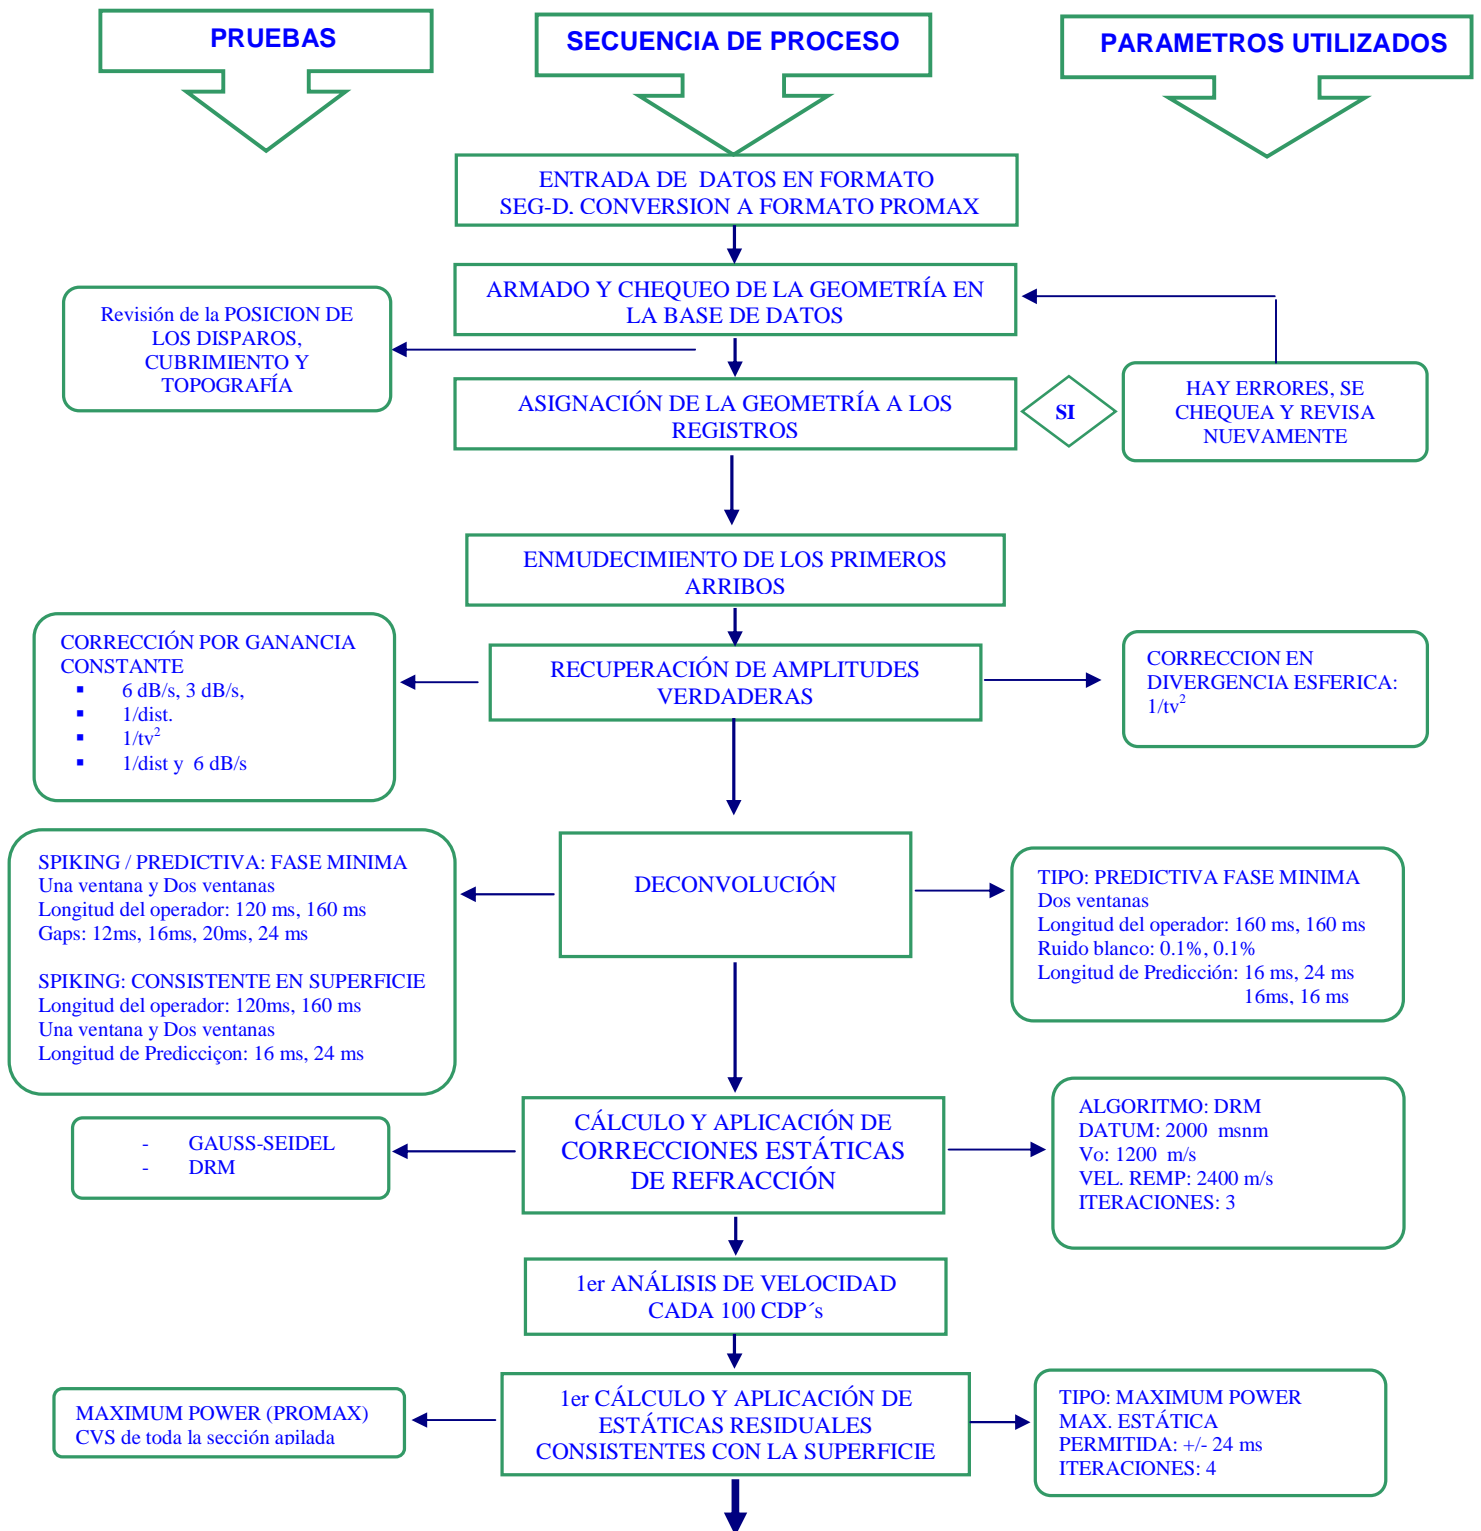 PRUEBAS
SECUENCIA DE PROCESO
PARAMETROS UTILIZADOS
ENTRADA DE DATOS EN FORMATO
SEG-D. CONVERSION A FORMATO PROMAX
ARMADO Y CHEQUEO DE LA GEOMETRÍA EN
LA BASE DE DATOS
Revisión de la POSICION DE
LOS DISPAROS,
CUBRIMIENTO Y
TOPOGRAFÍA
ASIGNACIÓN DE LA GEOMETRÍA A LOS
REGISTROS
SI
HAY ERRORES, SE
CHEQUEA Y REVISA
NUEVAMENTE
ENMUDECIMIENTO DE LOS PRIMEROS
ARRIBOS
CORRECCIÓN POR GANANCIA
CONSTANTE
▪ 6 dB/s, 3 dB/s,
▪ 1/dist.
▪ 1/tv²
▪ 1/dist y 6 dB/s
RECUPERACIÓN DE AMPLITUDES
VERDADERAS
CORRECCION EN
DIVERGENCIA ESFERICA:
1/tv²
SPIKING / PREDICTIVA: FASE MINIMA
Una ventana y Dos ventanas
Longitud del operador: 120 ms, 160 ms
Gaps: 12ms, 16ms, 20ms, 24 ms
SPIKING: CONSISTENTE EN SUPERFICIE
Longitud del operador: 120ms, 160 ms
Una ventana y Dos ventanas
Longitud de Prediccićon: 16 ms, 24 ms
DECONVOLUCIÓN
TIPO: PREDICTIVA FASE MINIMA
Dos ventanas
Longitud del operador: 160 ms, 160 ms
Ruido blanco: 0.1%, 0.1%
Longitud de Predicción: 16 ms, 24 ms
16ms, 16 ms
- GAUSS-SEIDEL
- DRM
CÁLCULO Y APLICACIÓN DE
CORRECCIONES ESTÁTICAS
DE REFRACCIÓN
ALGORITMO: DRM
DATUM: 2000 msnm
Vo: 1200 m/s
VEL. REMP: 2400 m/s
ITERACIONES: 3
1er ANÁLISIS DE VELOCIDAD
CADA 100 CDP´s
MAXIMUM POWER (PROMAX)
CVS de toda la sección apilada
1er CÁLCULO Y APLICACIÓN DE
ESTÁTICAS RESIDUALES
CONSISTENTES CON LA SUPERFICIE
TIPO: MAXIMUM POWER
MAX. ESTÁTICA
PERMITIDA: +/- 24 ms
ITERACIONES: 4